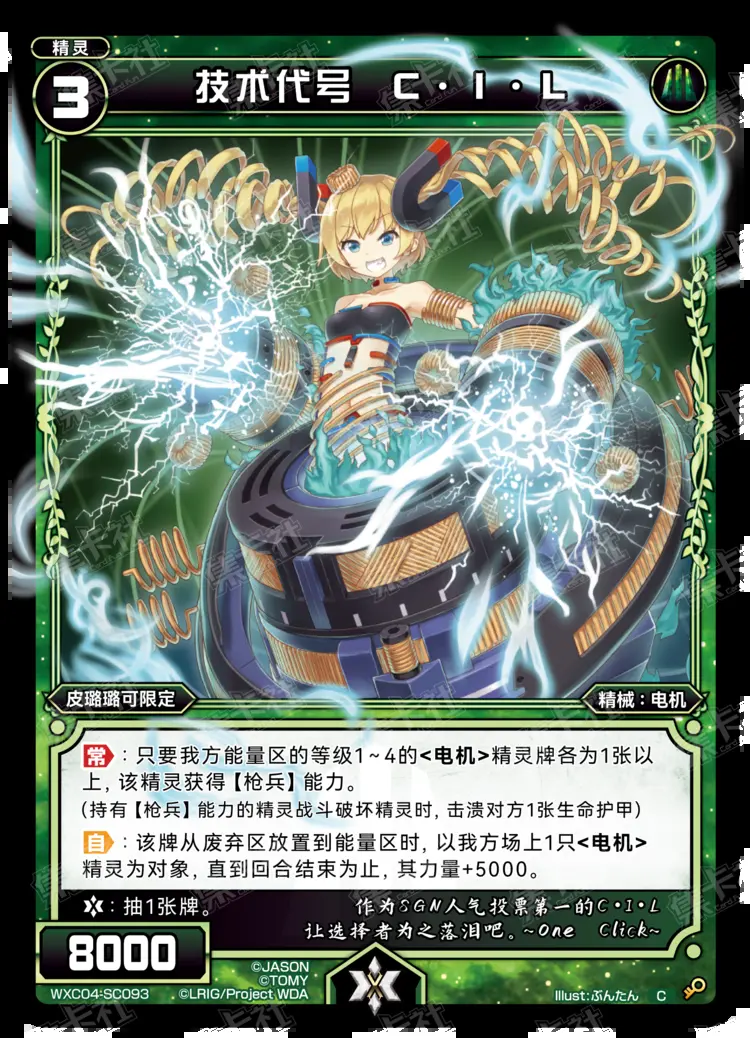 精灵
3
技术代号 C・I・L
皮璐璐可限定
精械：电机
常：只要我方能量区的等级1~4的<电机>精灵牌各为1张以
上，该精灵获得【枪兵】能力。
（持有【枪兵】能力的精灵战斗破坏精灵时，击溃对方1张生命护甲）
自：该牌从废弃区放置到能量区时，以我方场上1只<电机>
精灵为对象，直到回合结束为止，其力量+5000。
：抽1张牌。
作为SGN人气投票第一的C・I・L
让选择者为之落泪吧。~One Click~
8000
©JASON
©TOMY
WXC04-SC093 ©LRIG/Project WDA
Illust:ぶんたん C
集卡社